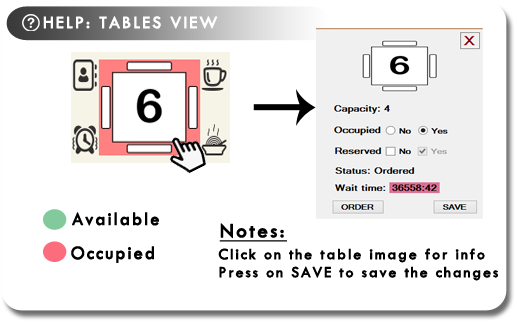 ?HELP: TABLES VIEW
6
6
X
Capacity: 4
Occupied No Yes
Reserved No Yes
Status: Ordered
Wait time: 36558:42
ORDER SAVE
Available
Occupied
Notes:
Click on the table image for info
Press on SAVE to save the changes